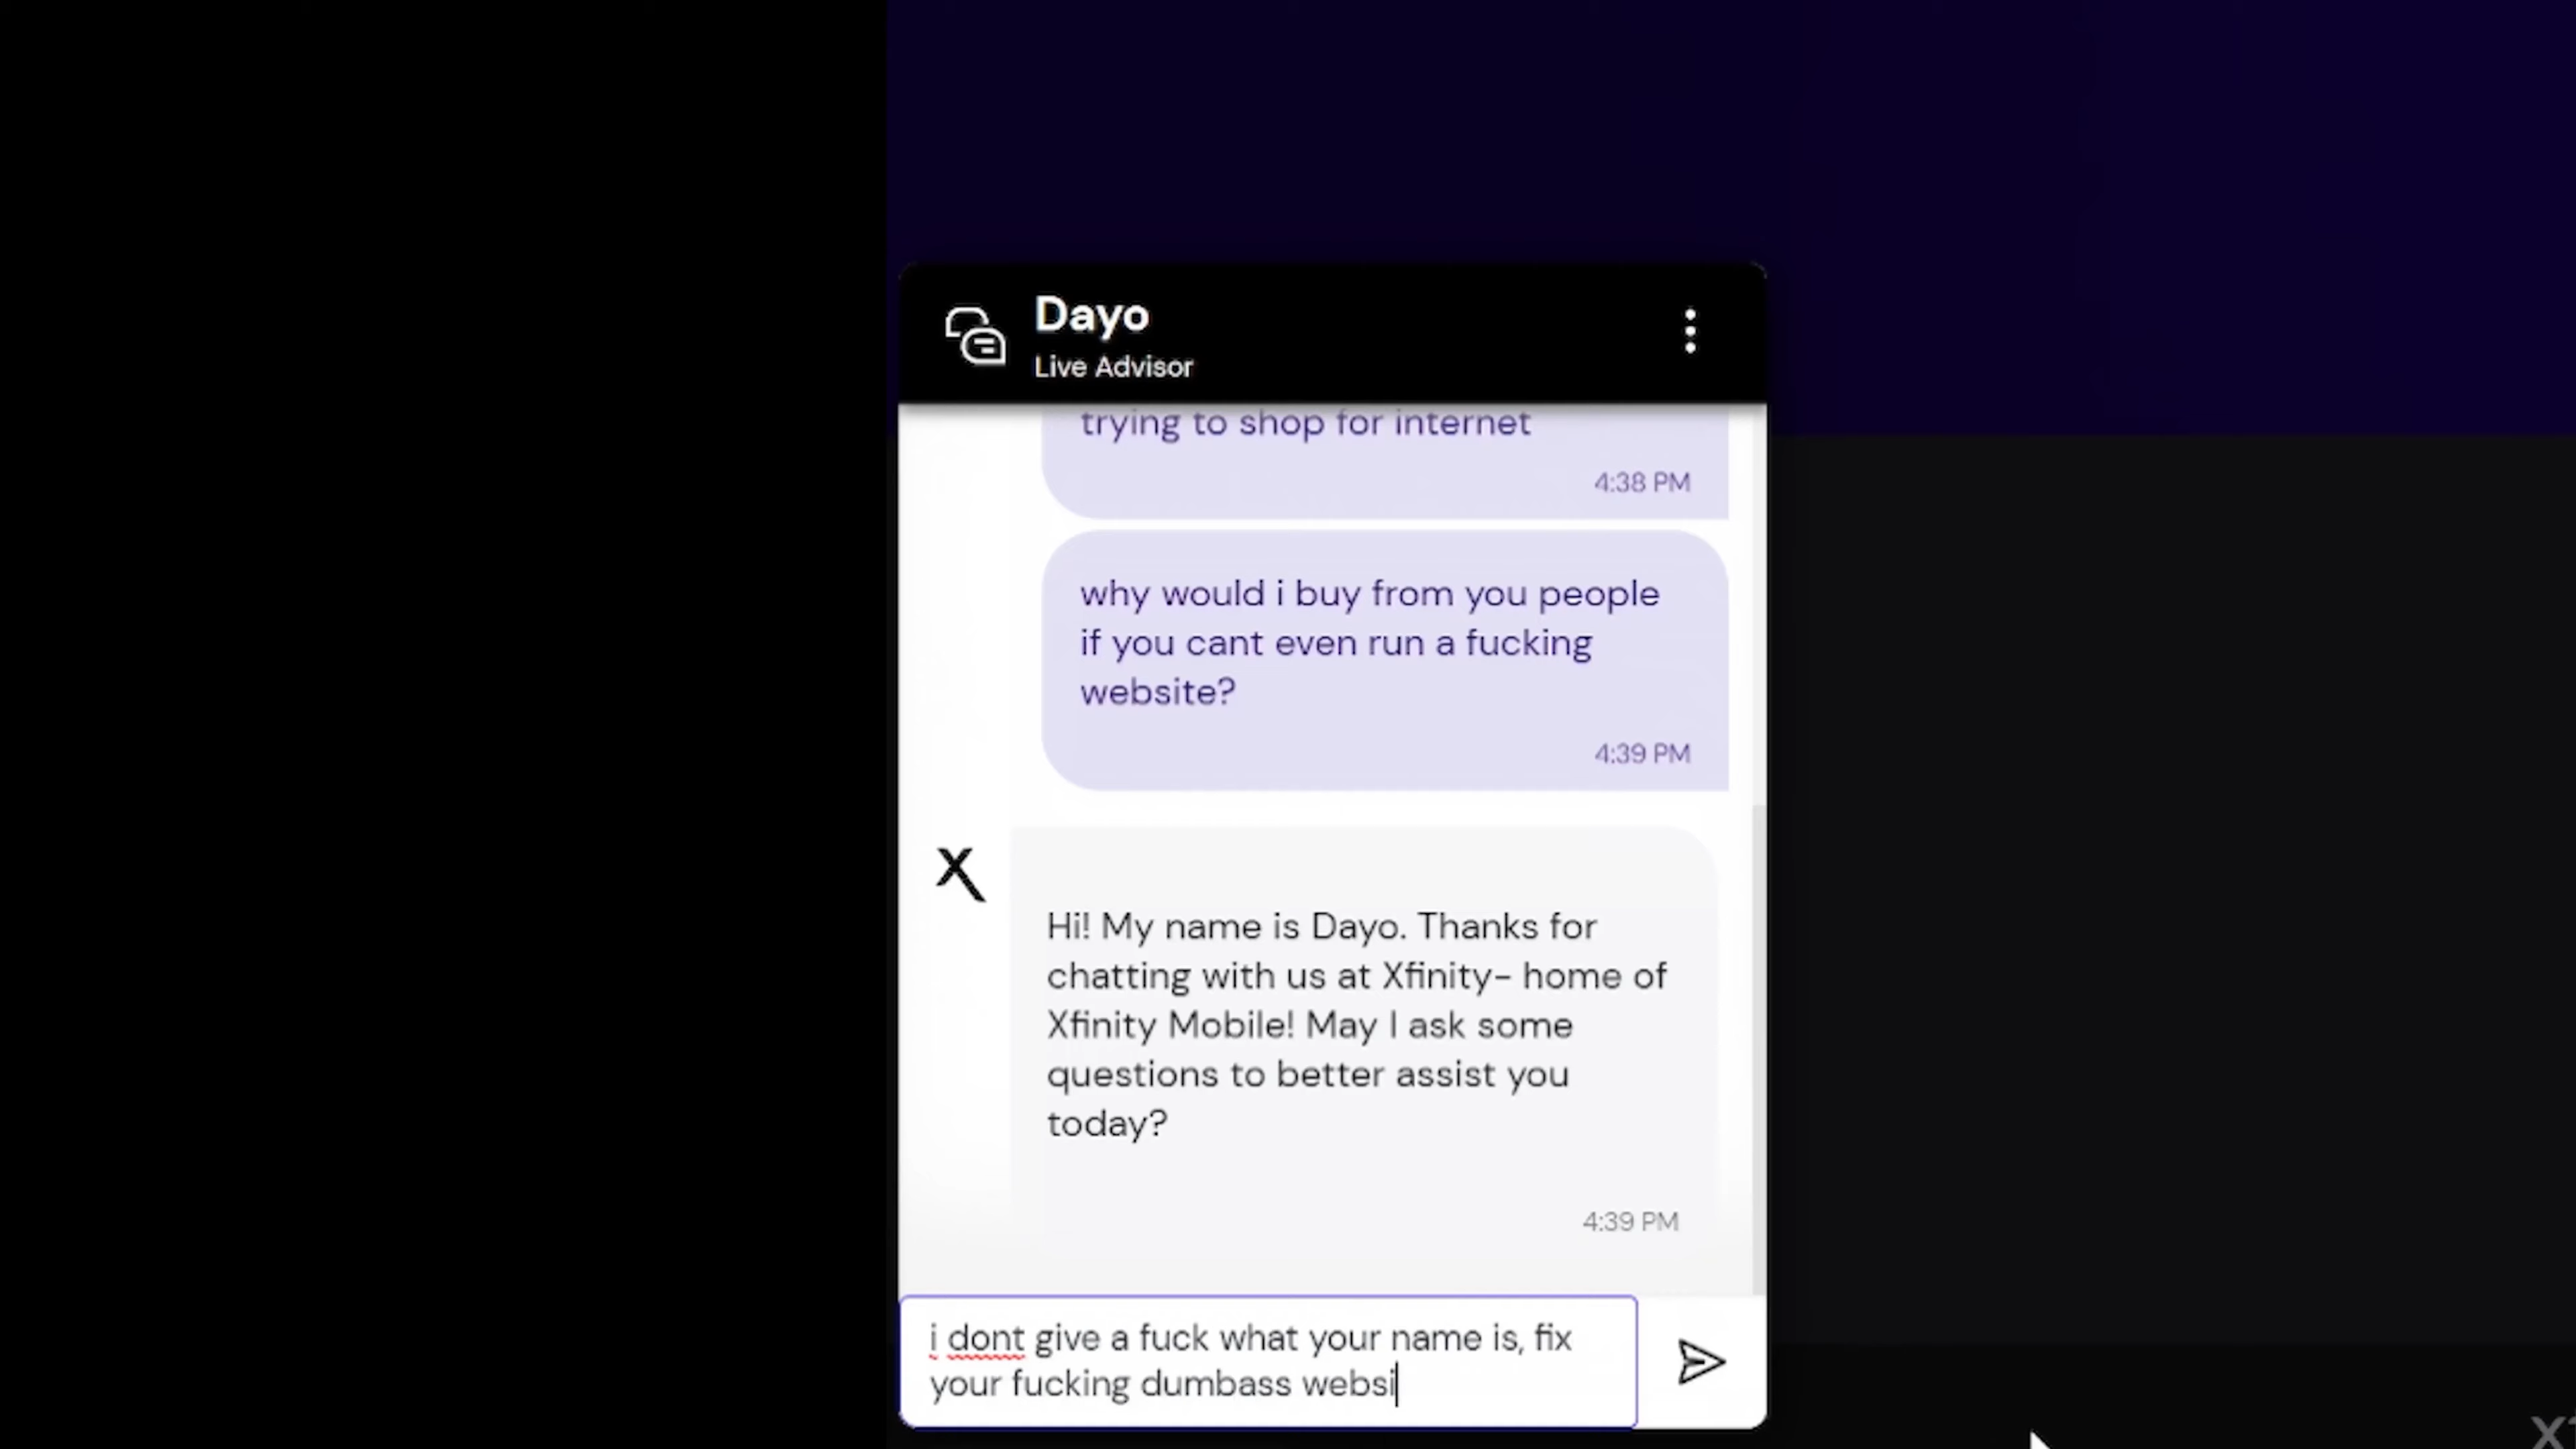 Dayo
Live Advisor
trying to shop for internet
4:38 PM
why would i buy from you people
if you cant even run a fucking
website?
4:39 PM
Hi! My name is Dayo. Thanks for
chatting with us at Xfinity- home of
Xfinity Mobile! May I ask some
questions to better assist you
today?
4:39 PM
i dont give a fuck what your name is, fix
your fucking dumbass websi